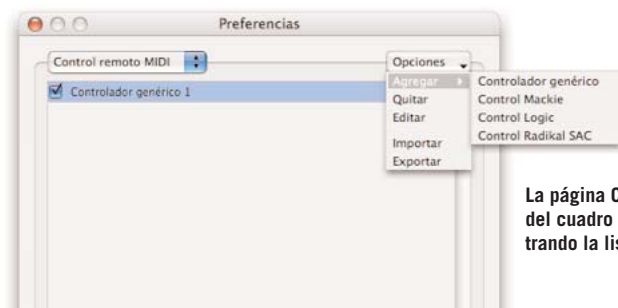 Preferencias
Control remoto MIDI
Opciones
Controlador genérico 1
Agregar
Quitar
Editar
Importar
Exportar
Controlador genérico
Control Mackie
Control Logic
Control Radikal SAC
La página
del cuadro
trando la